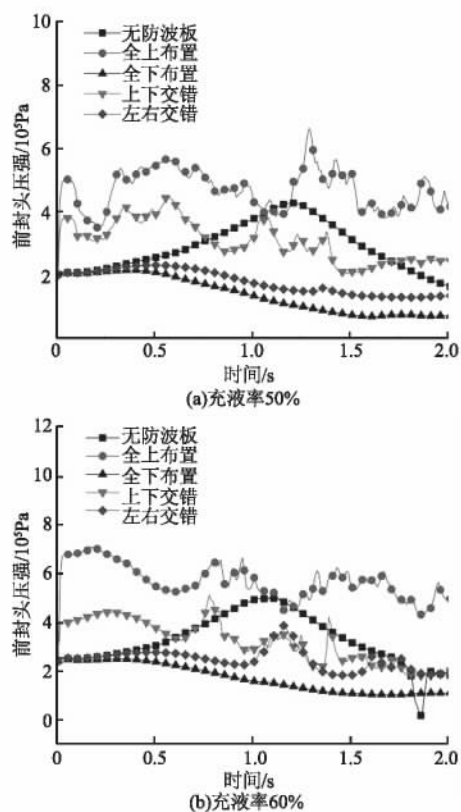 10
8
6
4
2
前封头压强/10⁵Pa
无防波板
全上布置
全下布置
上下交错
左右交错
0
0.5
1.0
1.5
2.0
时间/s
(a)充液率50%
12
10
8
6
4
2
0
前封头压强/10⁵Pa
无防波板
全上布置
全下布置
上下交错
左右交错
0
0.5
1.0
1.5
2.0
时间/s
(b)充液率60%